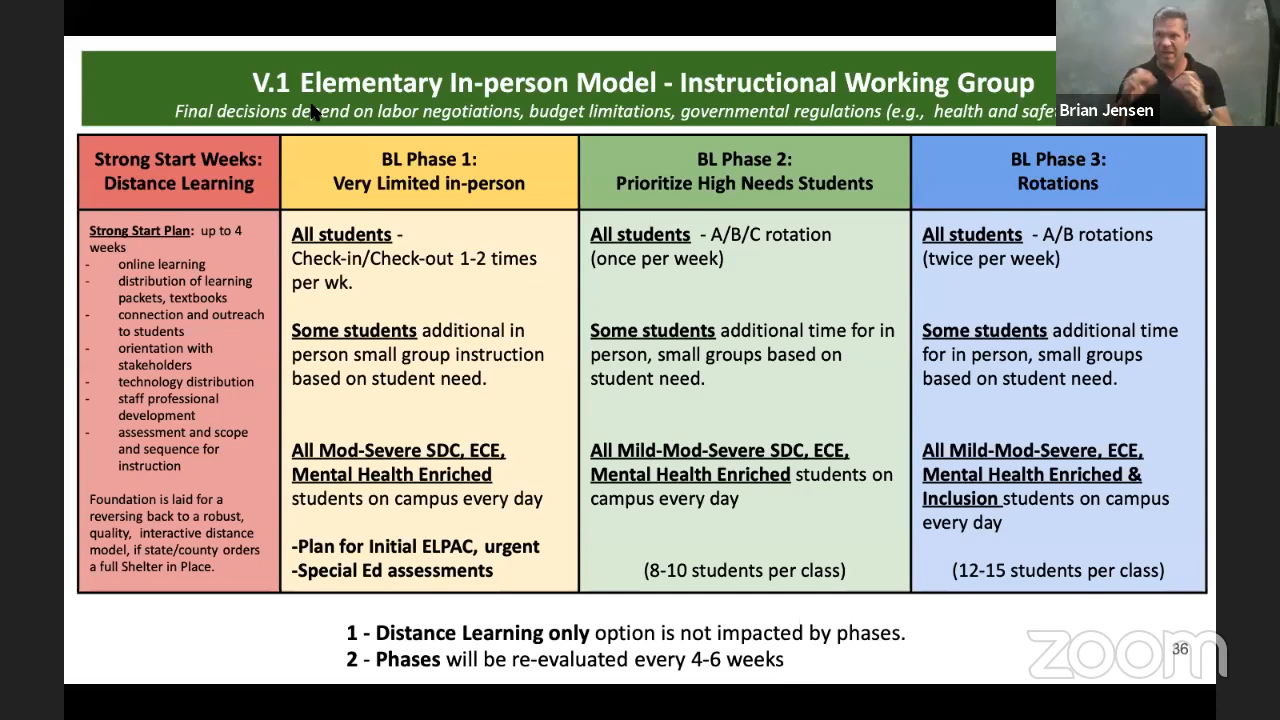 V.1 Elementary In-person Model - Instructional Working Group
Final decisions depend on labor negotiations, budget limitations, governmental regulations (e.g., health and safe
Brian Jensen
Strong Start Weeks:
Distance Learning
Strong Start Plan: up to 4
weeks
- online learning
- distribution of learning
packets, textbooks
- connection and outreach
to students
- orientation with
stakeholders
- technology distribution
- staff professional
development
- assessment and scope
and sequence for
instruction
Foundation is laid for a
reversing back to a robust,
quality, interactive distance
model, if state/county orders
a full Shelter in Place.
BL Phase 1:
Very Limited in-person
All students -
Check-in/Check-out 1-2 times
per wk.
Some students additional in
person small group instruction
based on student need.
All Mod-Severe SDC, ECE,
Mental Health Enriched
students on campus every day
-Plan for Initial ELPAC, urgent
-Special Ed assessments
BL Phase 2:
Prioritize High Needs Students
All students - A/B/C rotation
(once per week)
Some students additional time for in
person, small groups based on
student need.
All Mild-Mod-Severe SDC, ECE,
Mental Health Enriched students on
campus every day
(8-10 students per class)
BL Phase 3:
Rotations
All students - A/B rotations
(twice per week)
Some students additional time
for in person, small groups
based on student need.
All Mild-Mod-Severe, ECE,
Mental Health Enriched &
Inclusion students on campus
every day
(12-15 students per class)
1 - Distance Learning only option is not impacted by phases.
2 - Phases will be re-evaluated every 4-6 weeks
36
zoom